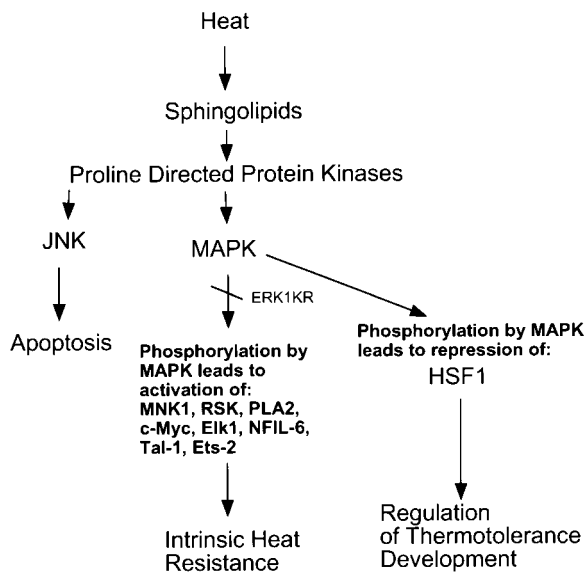 Heat
Sphingolipids
Proline Directed Protein Kinases
JNK
MAPK
ERK1KR
Apoptosis
Phosphorylation by
MAPK leads to
activation of:
MNK1, RSK, PLA2,
c-Myc, Elk1, NFIL-6,
Tal-1, Ets-2
Phosphorylation by MAPK
leads to repression of:
HSF1
Intrinsic Heat
Resistance
Regulation
of Thermotolerance
Development